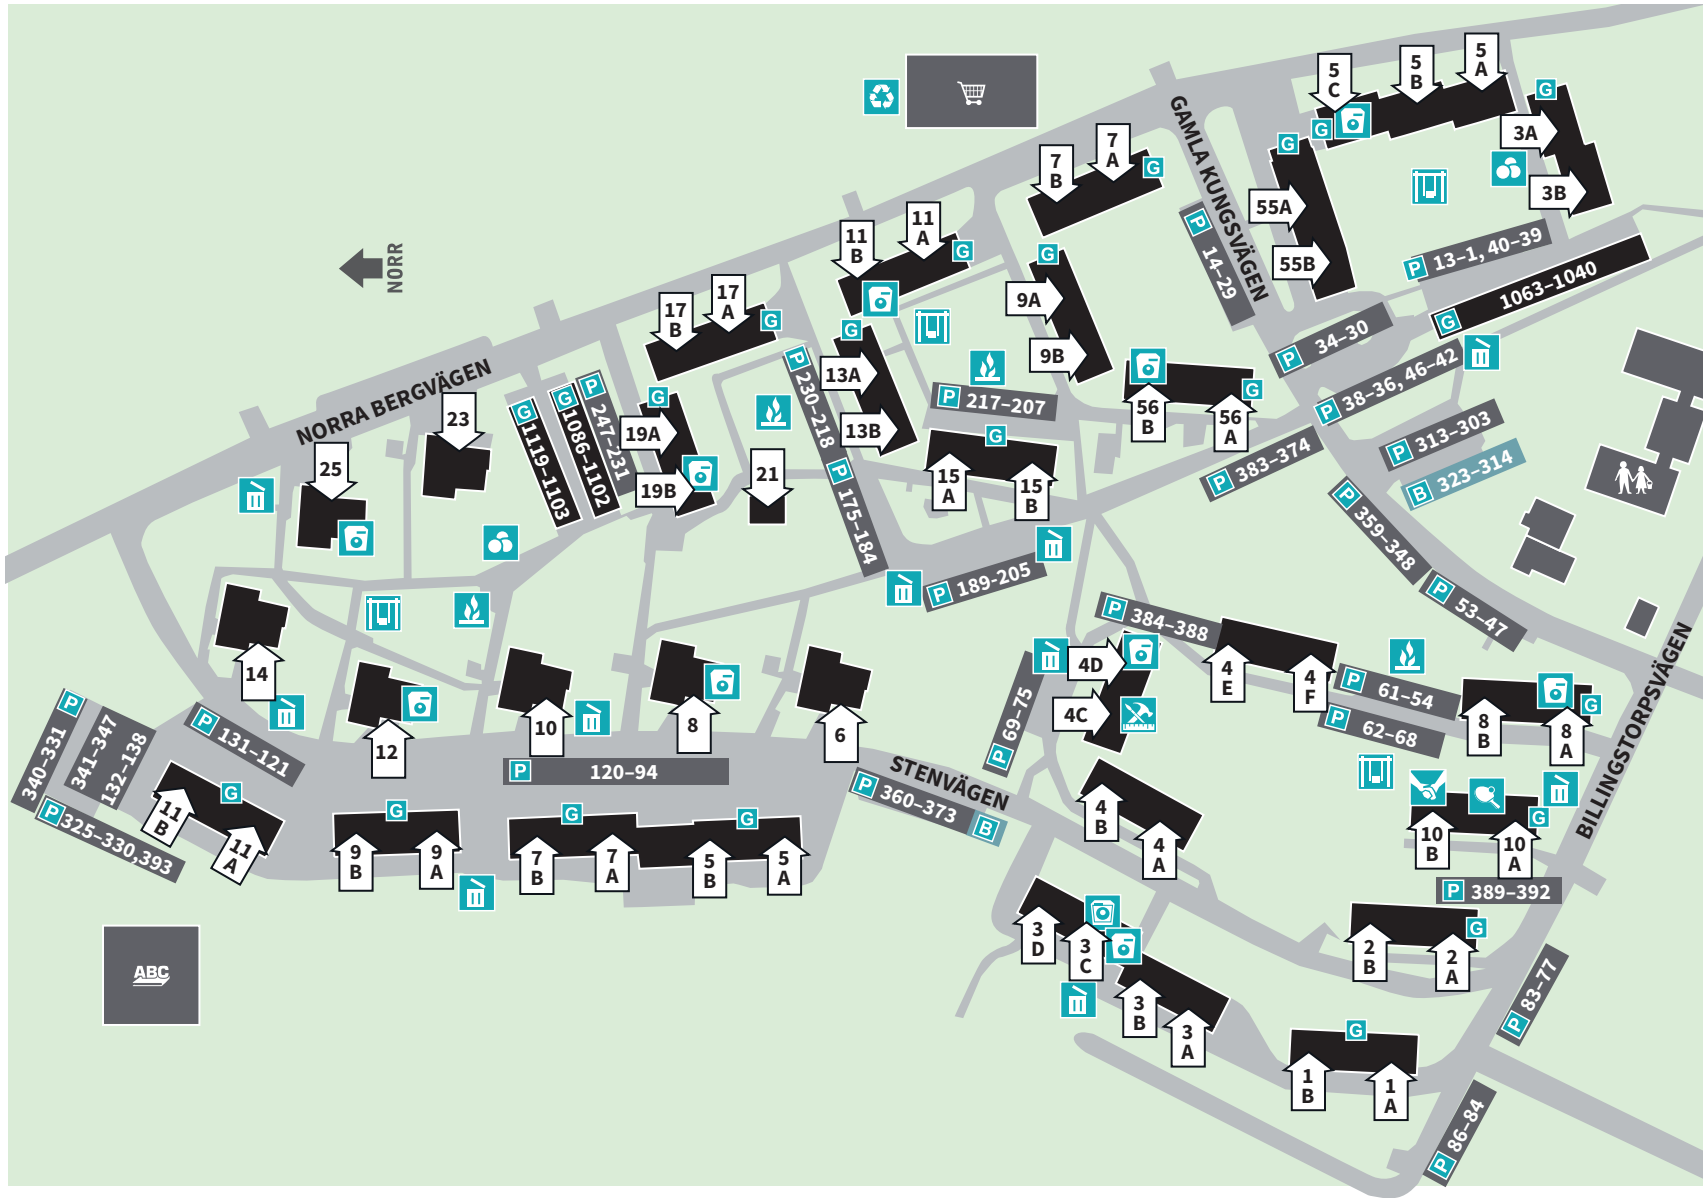 5
A
5
B
5
C
G
G
G
3A
3B
55A
55B
GAMLA KUNGSVÄGEN
P 14–29
P 13–1, 40–39
G 1063–1040
P 34–30
P 38–36, 46–42
7
A
7
B
G
11
A
11
B
G
G
9A
9B
NORR
17
A
17
B
G
G
13A
13B
P 230–218
P 175–184
P 217–207
G
15
A
15
B
56
B
56
A
G
P 383–374
P 313–303
B 323–314
P 359–348
P 53–47
NORRA BERGVÄGEN
23
25
G 1119–1103
G 1086–1102
P 247–231
G
19A
19B
21
P 189-205
P 384–388
4D
4C
4
E
4
F
P 69–75
P 61–54
P 62–68
8
B
8
A
G
BILLINGSTORPSVÄGEN
14
12
10
8
6
P 340–331
341–347
132–138
P 325–330,393
P 131–121
P 120–94
STENVÄGEN
P 360–373 B
11
B
11
A
G
9
B
9
A
G
7
B
7
A
G
5
B
5
A
G
4
B
4
A
10
B
10
A
G
P 389–392
3
D
3
C
3
B
3
A
2
B
2
A
G
P 83–77
1
B
1
A
G
P 86–84
ABC